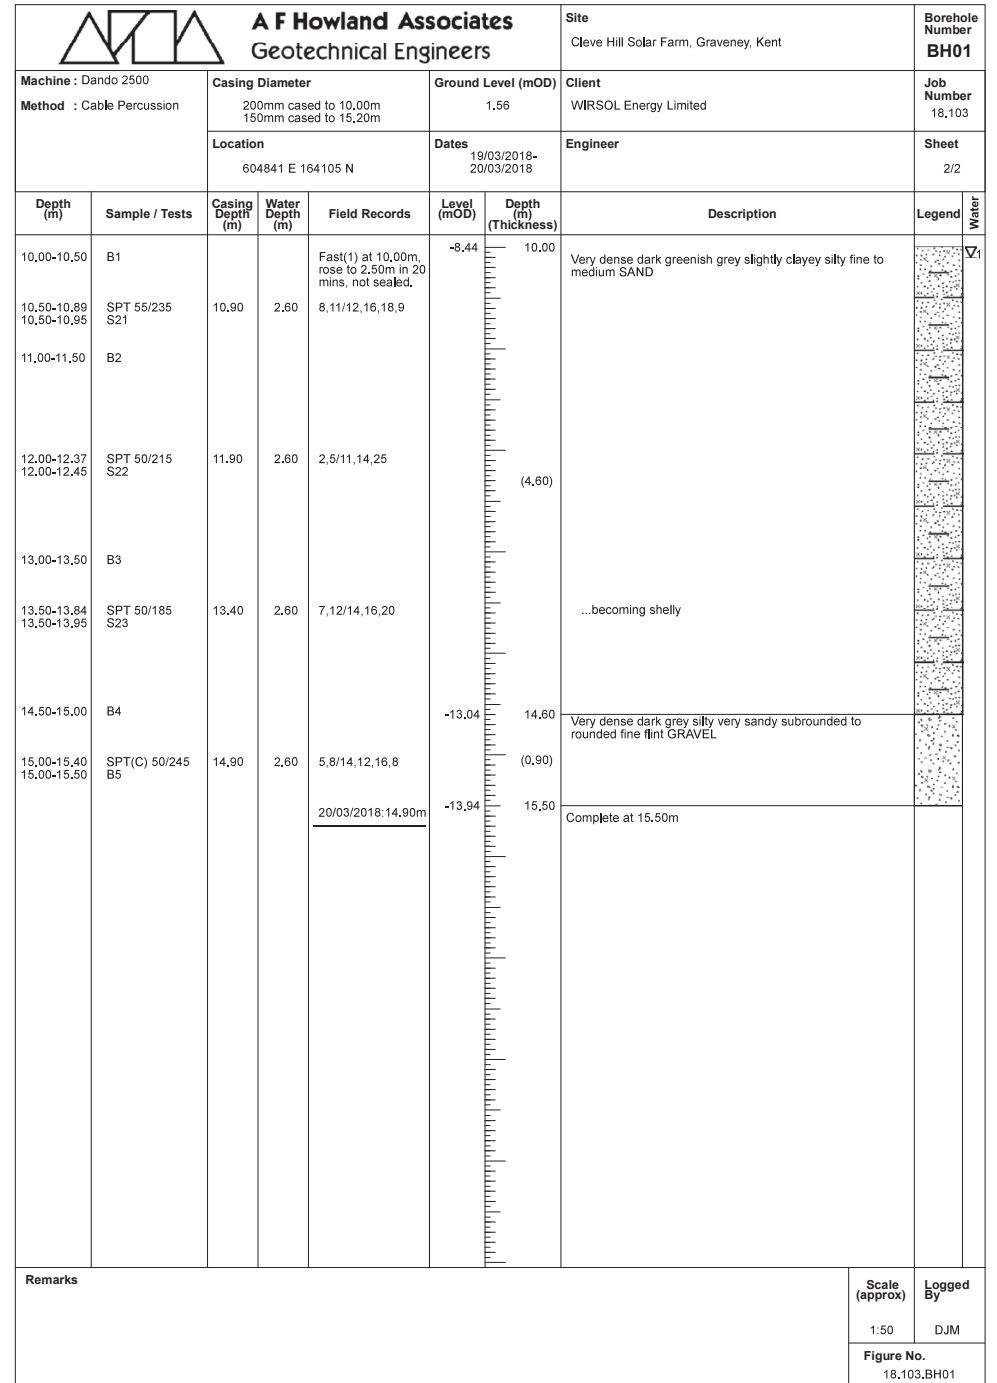 A F Howland Associates
Geotechnical Engineers
Site
Cleve Hill Solar Farm, Graveney, Kent
Borehole
Number
BH01
Machine : Dando 2500
Method : Cable Percussion
Casing Diameter
200mm cased to 10.00m
150mm cased to 15.20m
Ground Level (mOD)
1.56
Client
WIRSOL Energy Limited
Job
Number
18.103
Location
604841 E 164105 N
Dates
19/03/2018-
20/03/2018
Engineer
Sheet
2/2
Depth
(m)
Sample / Tests
Casing
Depth
(m)
Water
Depth
(m)
Field Records
Level
(mOD)
Depth
(m)
(Thickness)
Description
Legend
Water
10.00-10.50 B1 Fast(1) at 10.00m,
rose to 2.50m in 20
mins, not sealed.
-8.44 10.00
Very dense dark greenish grey slightly clayey silty fine to
medium SAND
1
10.50-10.89 SPT 55/235 10.90 2.60 8,11/12,16,18,9
10.50-10.95 S21
11.00-11.50 B2
12.00-12.37 SPT 50/215 11.90 2.60 2,5/11,14,25
12.00-12.45 S22
(4.60)
13.00-13.50 B3
13.50-13.84 SPT 50/185 13.40 2.60 7,12/14,16,20 ...becoming shelly
13.50-13.95 S23
14.50-15.00 B4
-13.04 14.60
Very dense dark grey silty very sandy subrounded to
rounded fine flint GRAVEL
15.00-15.40 SPT(C) 50/245 14.90 2.60 5,8/14,12,16,8 (0.90)
15.00-15.50 B5
20/03/2018:14.90m
-13.94 15.50
Complete at 15.50m
Remarks
Scale
(approx)
1:50
Logged
By
DJM
Figure No.
18.103.BH01